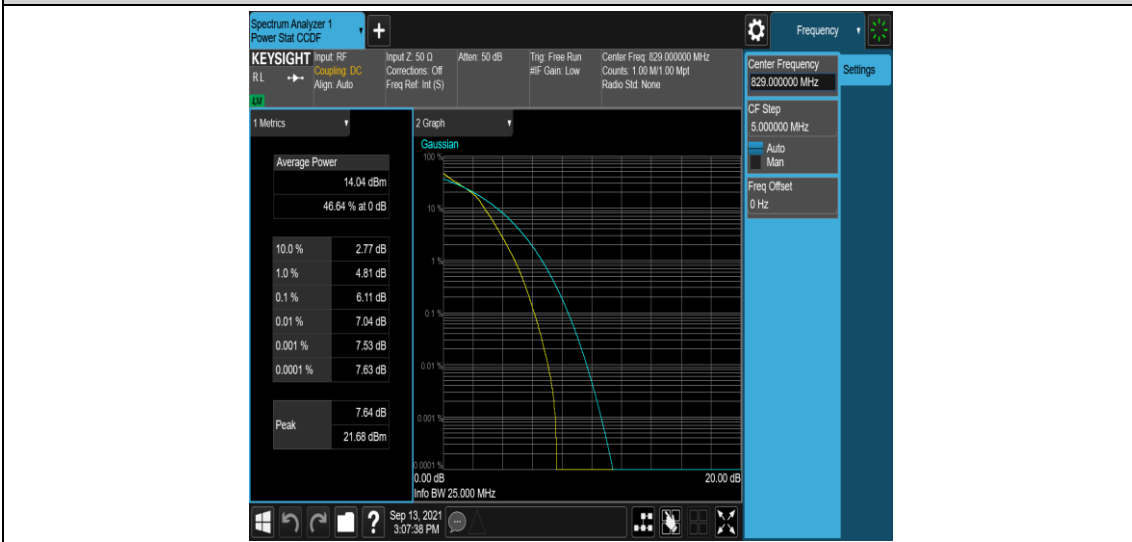 Spectrum Analyzer 1
Power Stat CCDF
+
Frequency
KEYSIGHT
RL
LXI
Input: RF
Coupling: DC
Align: Auto
Input Z: 50 Ω
Corrections: Off
Freq Ref: Int (S)
Atten: 50 dB
Trig: Free Run
#IF Gain: Low
Center Freq: 829.000000 MHz
Counts: 1.00 M/1.00 Mpt
Radio Std: None
Center Frequency
829.000000 MHz
Settings
CF Step
5.000000 MHz
Auto
Man
Freq Offset
0 Hz
1 Metrics
Average Power
14.04 dBm
46.64 % at 0 dB
10.0 % 2.77 dB
1.0 % 4.81 dB
0.1 % 6.11 dB
0.01 % 7.04 dB
0.001 % 7.53 dB
0.0001 % 7.63 dB
Peak 7.64 dB
21.68 dBm
2 Graph
Gaussian
100 %
10 %
1 %
0.1 %
0.01 %
0.001 %
0.0001 %
0.00 dB 20.00 dB
Info BW 25.000 MHz
?
Sep 13, 2021
3:07:38 PM